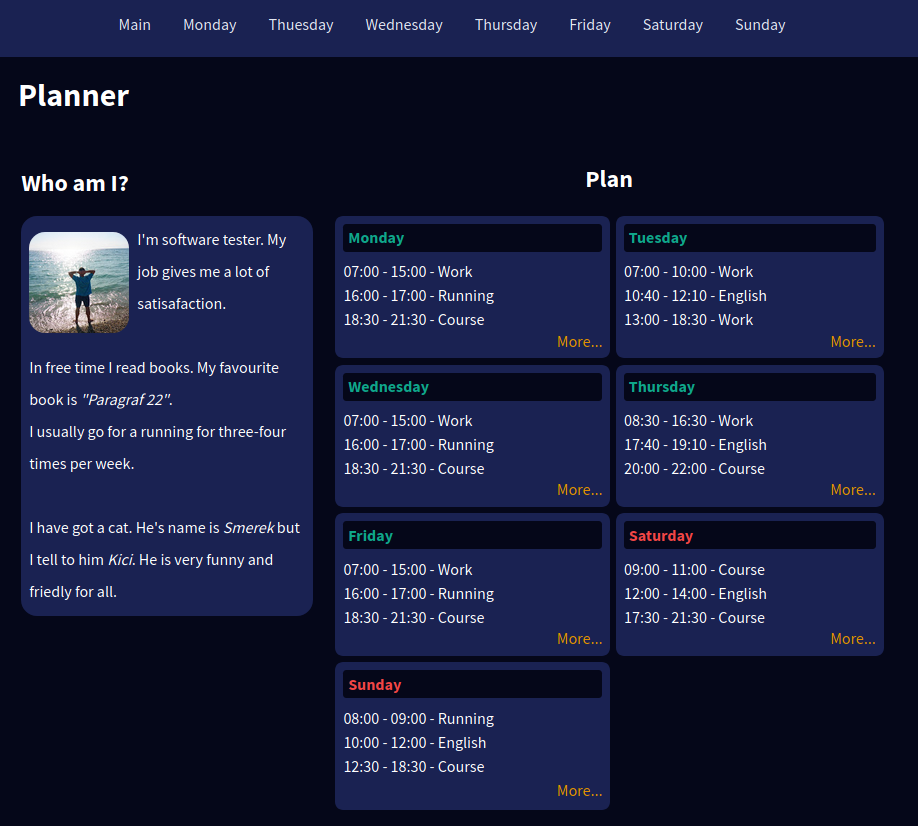 Main Monday Thuesday Wednesday Thursday Friday Saturday Sunday
Planner
Who am I?
I'm software tester. My
job gives me a lot of
satisafaction.
In free time I read books. My favourite
book is "Paragraf 22".
I usually go for a running for three-four
times per week.
I have got a cat. He's name is Smerek but
I tell to him Kici. He is very funny and
friedly for all.
Plan
Monday
07:00 - 15:00 - Work
16:00 - 17:00 - Running
18:30 - 21:30 - Course
More...
Tuesday
07:00 - 10:00 - Work
10:40 - 12:10 - English
13:00 - 18:30 - Work
More...
Wednesday
07:00 - 15:00 - Work
16:00 - 17:00 - Running
18:30 - 21:30 - Course
More...
Thursday
08:30 - 16:30 - Work
17:40 - 19:10 - English
20:00 - 22:00 - Course
More...
Friday
07:00 - 15:00 - Work
16:00 - 17:00 - Running
18:30 - 21:30 - Course
More...
Saturday
09:00 - 11:00 - Course
12:00 - 14:00 - English
17:30 - 21:30 - Course
More...
Sunday
08:00 - 09:00 - Running
10:00 - 12:00 - English
12:30 - 18:30 - Course
More...